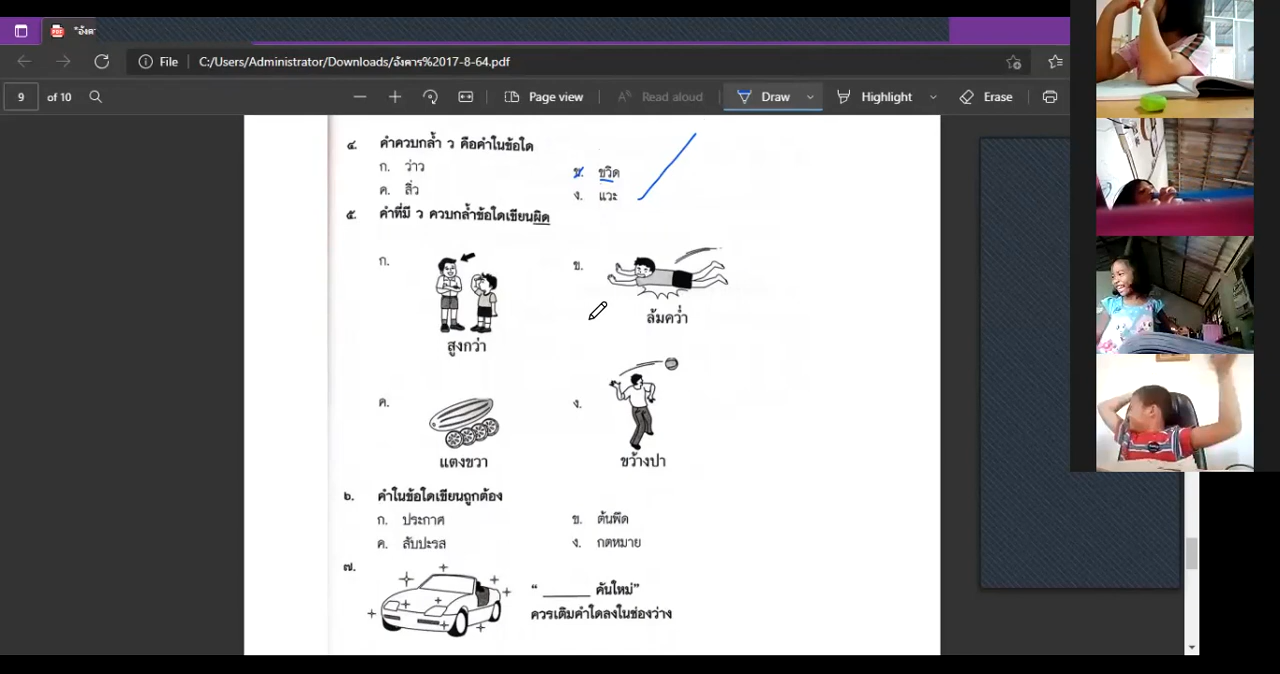 "อังค
File C:/Users/Administrator/Downloads/อังคาร%2017-8-64.pdf
9 of 10 Page view Read aloud Draw Highlight Erase
๔. คำควบกล้ำ ว คือคำในข้อใด
ก. ว่าว ข. ขวิด
ค. สิ่ว ง. แวะ
๕. คำที่มี ว ควบกล้ำข้อใดเขียนผิด
ก. ข.
สูงกว่า ล้มคว่ำ
ค. ง.
แตงขวา ขว้างปา
๖. คำในข้อใดเขียนถูกต้อง
ก. ประกาศ ข. ต้นพืด
ค. สับปะรส ง. กตหมาย
๗.
"______ คันใหม่"
ควรเติมคำใดลงในช่องว่าง